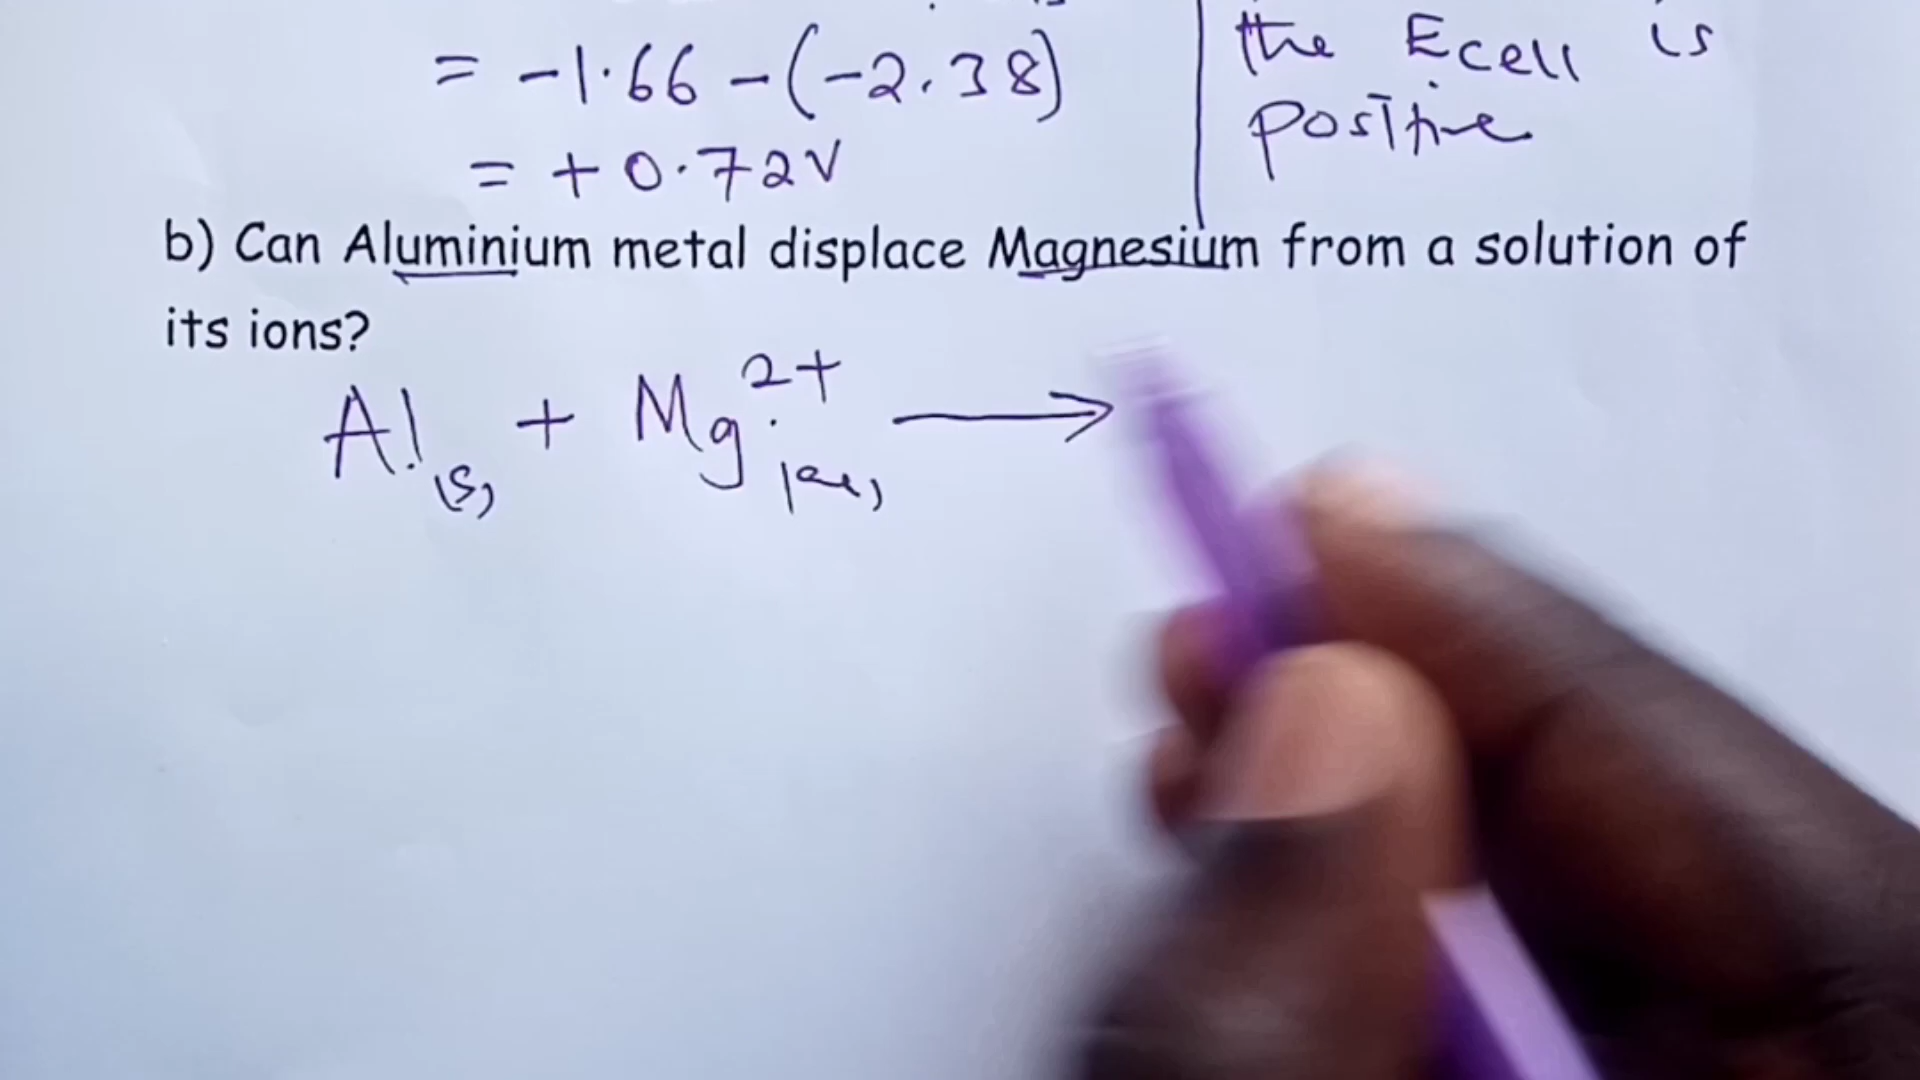 = -1.66 - (-2.38)
= + 0.72V
the Ecell is
positive
b) Can Aluminium metal displace Magnesium from a solution of
its ions?
Al(s) + Mg2+(aq) →